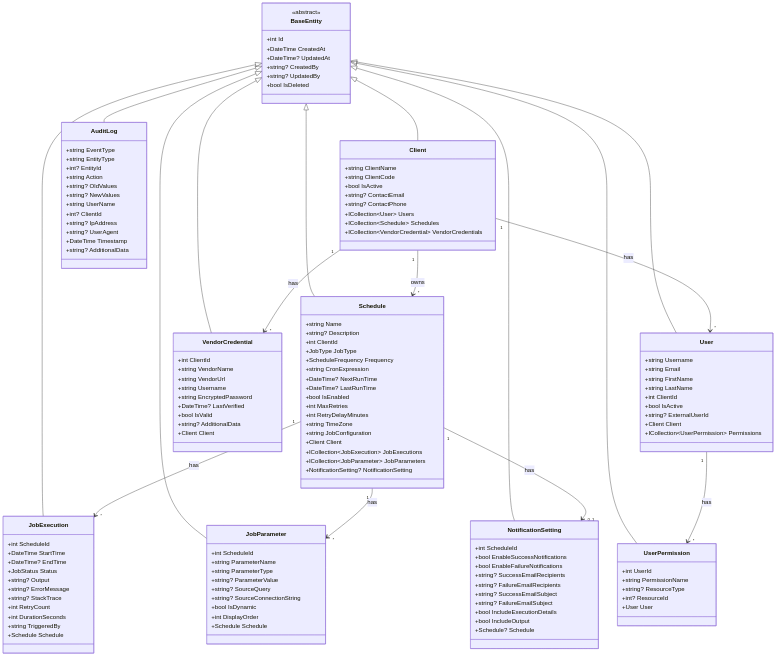 «abstract»
BaseEntity
+int Id
+DateTime CreatedAt
+DateTime? UpdatedAt
+string? CreatedBy
+string? UpdatedBy
+bool IsDeleted
AuditLog
+string EventType
+string EntityType
+int? EntityId
+string Action
+string? OldValues
+string? NewValues
+string UserName
+int? ClientId
+string? IpAddress
+string? UserAgent
+DateTime Timestamp
+string? AdditionalData
Client
+string ClientName
+string ClientCode
+bool IsActive
+string? ContactEmail
+string? ContactPhone
+ICollection<User> Users
+ICollection<Schedule> Schedules
+ICollection<VendorCredential> VendorCredentials
1
1
1
has
owns
has
*
*
*
Schedule
+string Name
+string? Description
+int ClientId
+JobType JobType
+ScheduleFrequency Frequency
+string CronExpression
+DateTime? NextRunTime
+DateTime? LastRunTime
+bool IsEnabled
+int MaxRetries
+int RetryDelayMinutes
+string TimeZone
+string JobConfiguration
+Client Client
+ICollection<JobExecution> JobExecutions
+ICollection<JobParameter> JobParameters
+NotificationSetting? NotificationSetting
VendorCredential
+int ClientId
+string VendorName
+string VendorUrl
+string Username
+string EncryptedPassword
+DateTime? LastVerified
+bool IsValid
+string? AdditionalData
+Client Client
User
+string Username
+string Email
+string FirstName
+string LastName
+int ClientId
+bool IsActive
+string? ExternalUserId
+Client Client
+ICollection<UserPermission> Permissions
1
1
1
1
has
has
has
has
*
*
*
JobExecution
+int ScheduleId
+DateTime StartTime
+DateTime? EndTime
+JobStatus Status
+string? Output
+string? ErrorMessage
+string? StackTrace
+int RetryCount
+int DurationSeconds
+string TriggeredBy
+Schedule Schedule
JobParameter
+int ScheduleId
+string ParameterName
+string ParameterType
+string? ParameterValue
+string? SourceQuery
+string? SourceConnectionString
+bool IsDynamic
+int DisplayOrder
+Schedule Schedule
NotificationSetting
+int ScheduleId
+bool EnableSuccessNotifications
+bool EnableFailureNotifications
+string? SuccessEmailRecipients
+string? FailureEmailRecipients
+string? SuccessEmailSubject
+string? FailureEmailSubject
+bool IncludeExecutionDetails
+bool IncludeOutput
+Schedule? Schedule
UserPermission
+int UserId
+string PermissionName
+string? ResourceType
+int? ResourceId
+User User